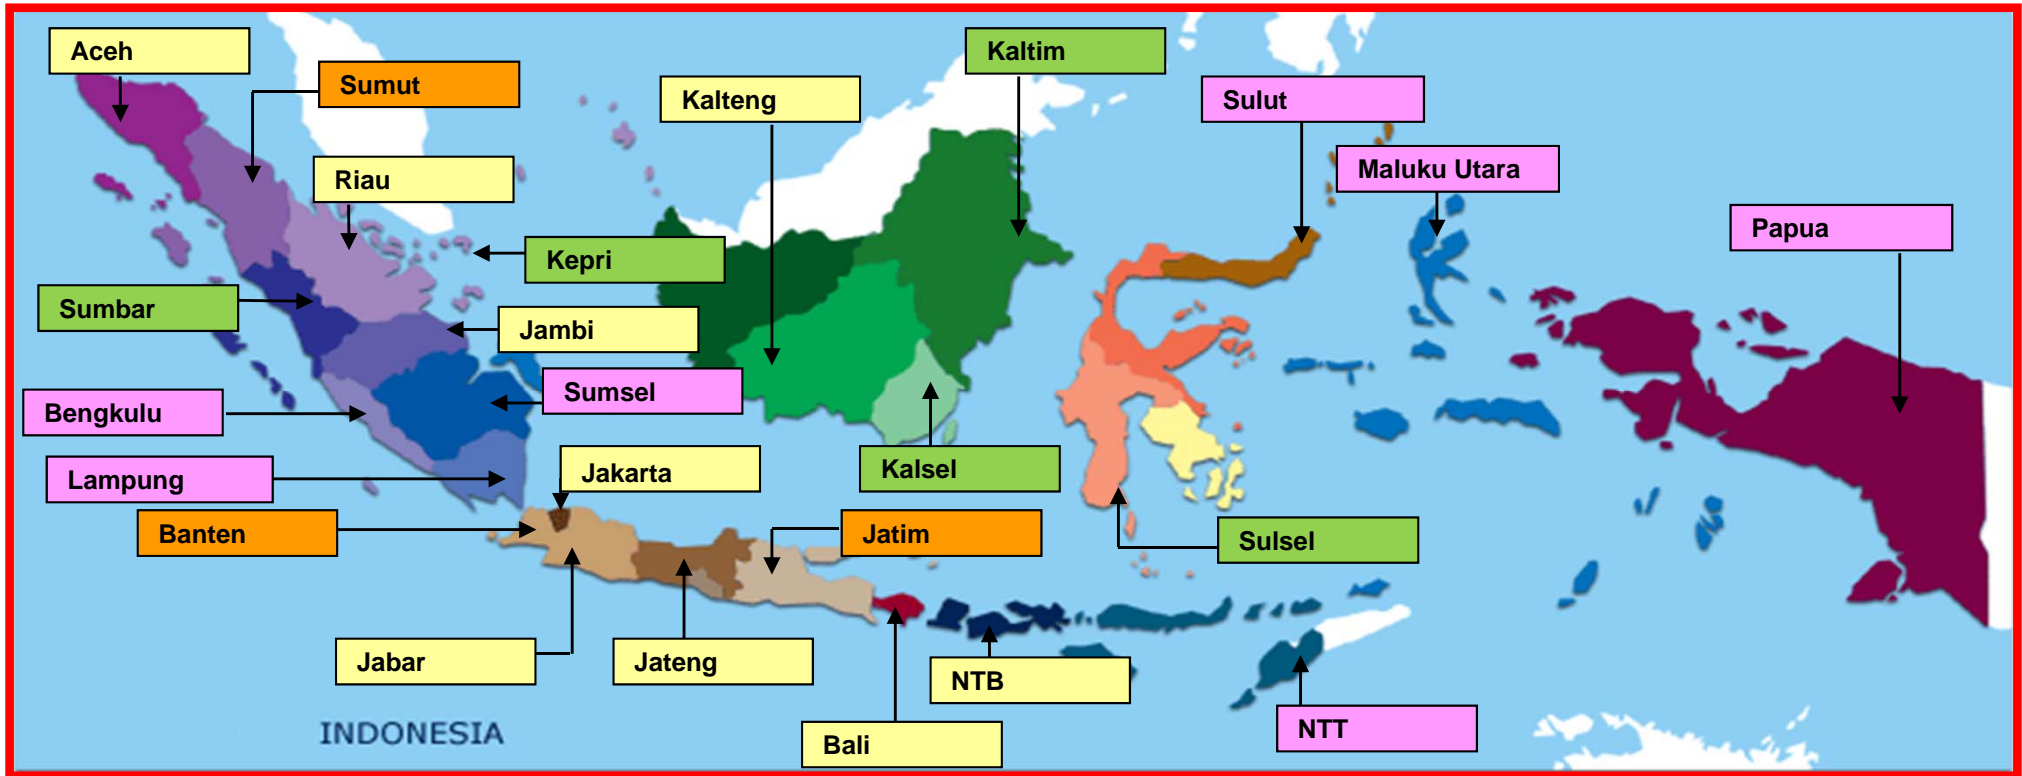 Aceh
Sumut
Kaltim
Kalteng
Sulut
Maluku Utara
Riau
Papua
Kepri
Sumbar
Jambi
Sumsel
Bengkulu
Jakarta
Kalsel
Lampung
Banten
Jatim
Sulsel
Jabar
Jateng
NTB
NTT
Bali
INDONESIA